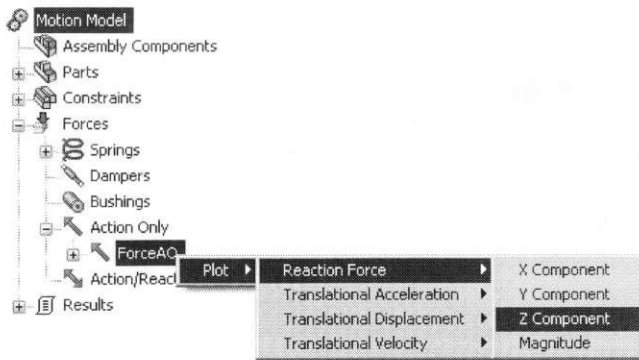 Motion Model
Assembly Components
Parts
Constraints
Forces
Springs
Dampers
Bushings
Action Only
ForceAO
Action/React
Results
Plot
Reaction Force
Translational Acceleration
Translational Displacement
Translational Velocity
X Component
Y Component
Z Component
Magnitude